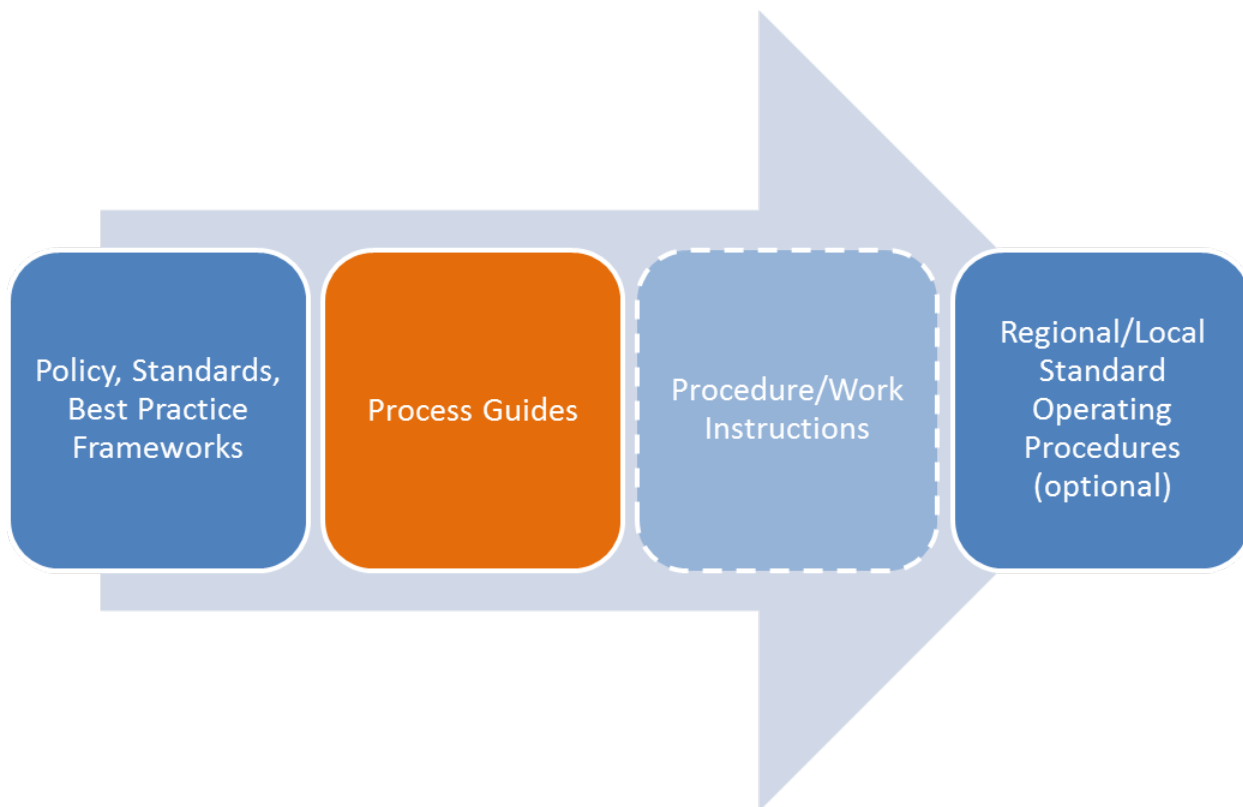 Policy, Standards,
Best Practice
Frameworks
Process Guides
Procedure/Work
Instructions
Regional/Local
Standard
Operating
Procedures
(optional)